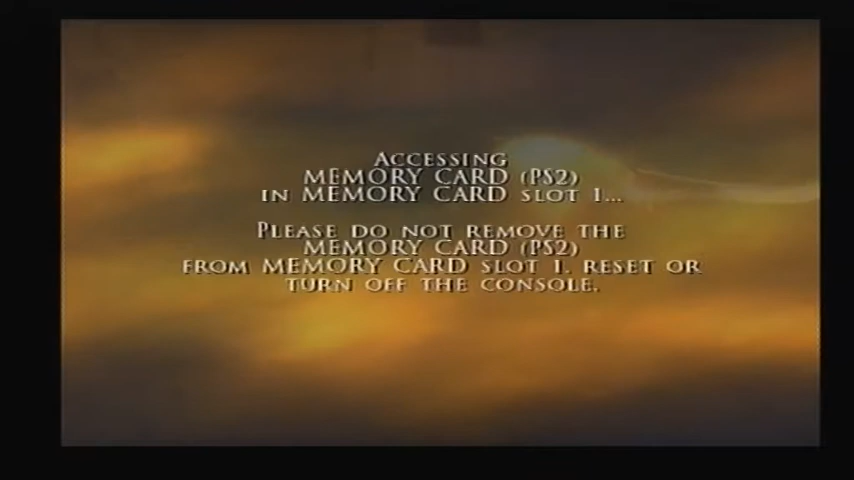 Accessing
MEMORY CARD (PS2)
in MEMORY CARD slot 1...
Please do not remove the
MEMORY CARD (PS2)
from MEMORY CARD slot 1, reset or
turn off the console.